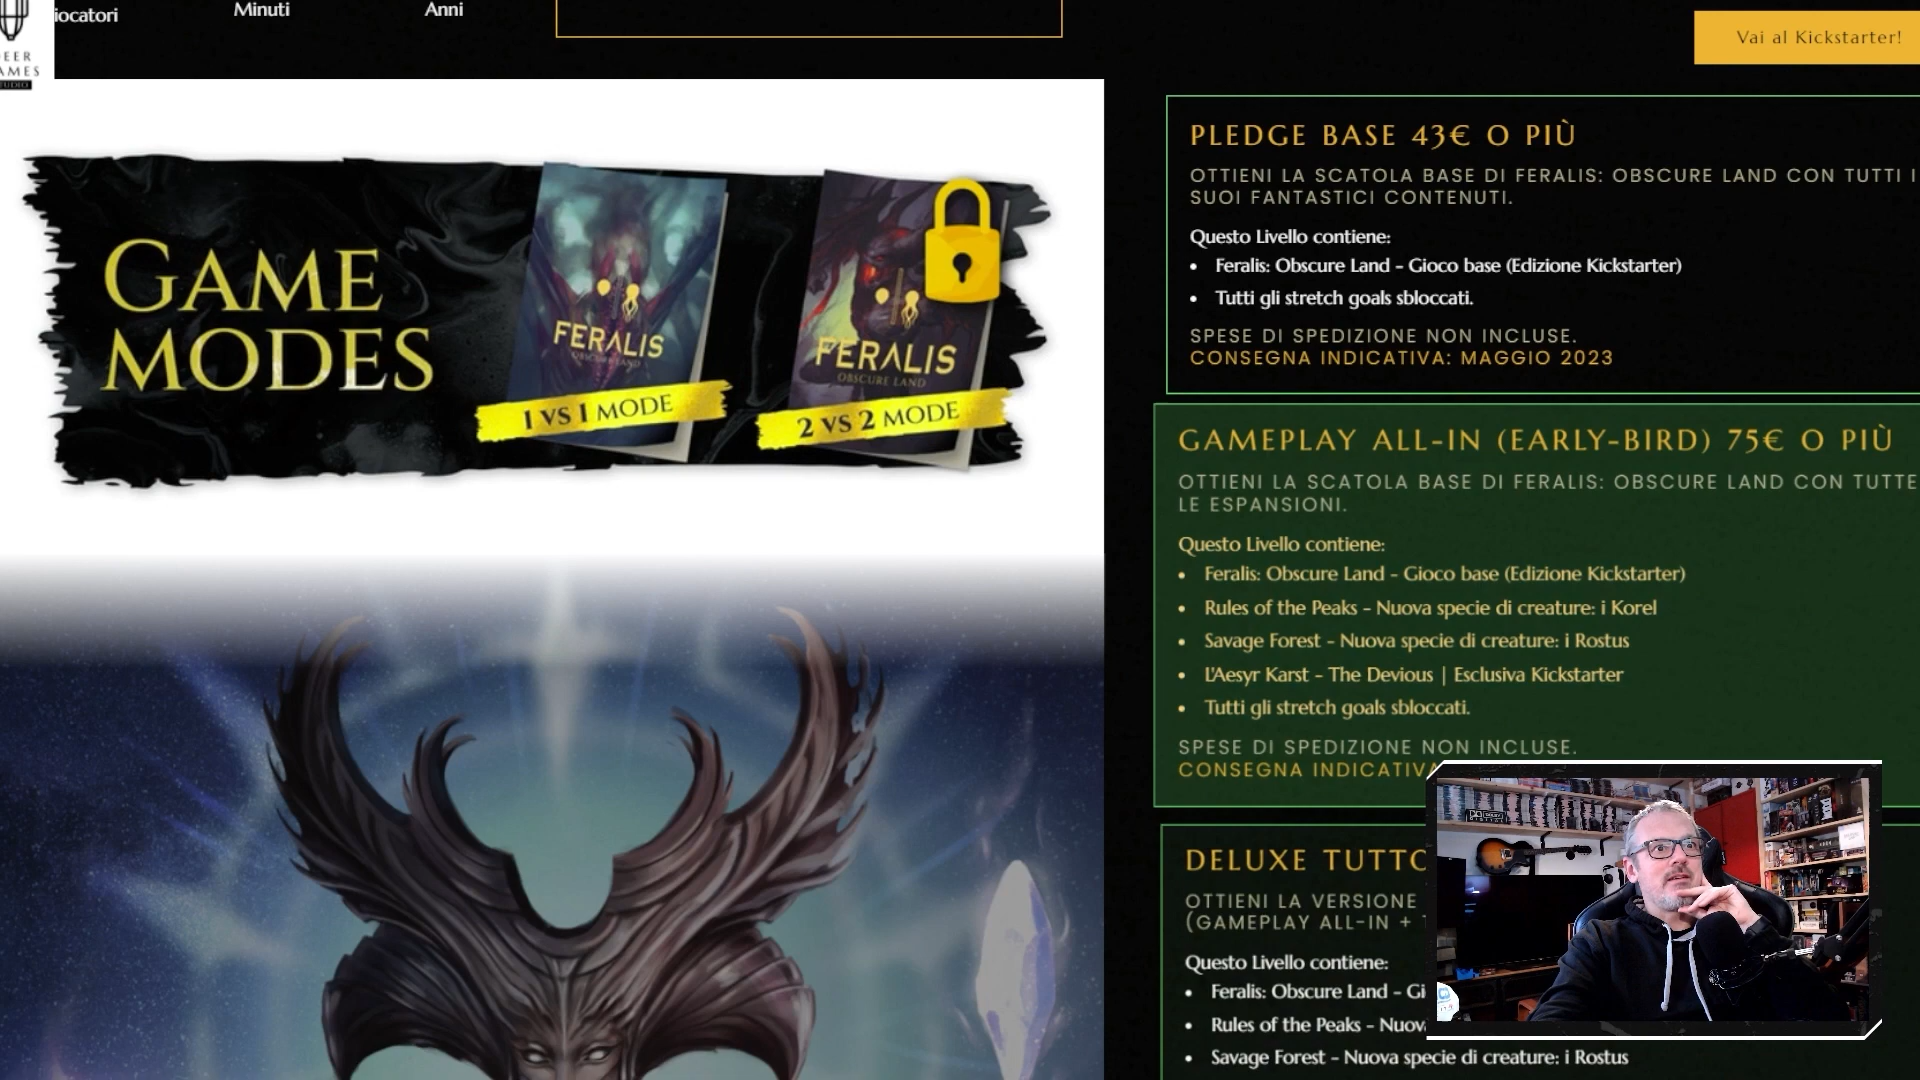 iocatori
Minuti
Anni
EER
AMES
Vai al Kickstarter!
GAME
MODES
FERALIS
OBSCURE LAND
1 VS 1 MODE
FERALIS
OBSCURE LAND
2 VS 2 MODE
PLEDGE BASE 43€ O PIÙ
OTTIENI LA SCATOLA BASE DI FERALIS: OBSCURE LAND CON TUTTI I
SUOI FANTASTICI CONTENUTI.
Questo Livello contiene:
• Feralis: Obscure Land - Gioco base (Edizione Kickstarter)
• Tutti gli stretch goals sbloccati.
SPESE DI SPEDIZIONE NON INCLUSE.
CONSEGNA INDICATIVA: MAGGIO 2023
GAMEPLAY ALL-IN (EARLY-BIRD) 75€ O PIÙ
OTTIENI LA SCATOLA BASE DI FERALIS: OBSCURE LAND CON TUTTE
LE ESPANSIONI.
Questo Livello contiene:
• Feralis: Obscure Land - Gioco base (Edizione Kickstarter)
• Rules of the Peaks - Nuova specie di creature: i Korel
• Savage Forest - Nuova specie di creature: i Rostus
• L'Aesyr Karst - The Devious | Esclusiva Kickstarter
• Tutti gli stretch goals sbloccati.
SPESE DI SPEDIZIONE NON INCLUSE.
CONSEGNA INDICATIVA
DELUXE TUTTO
OTTIENI LA VERSIONE
(GAMEPLAY ALL-IN +
Questo Livello contiene:
• Feralis: Obscure Land - Gi
• Rules of the Peaks - Nuov
• Savage Forest - Nuova specie di creature: i Rostus